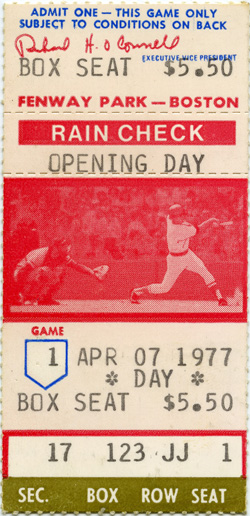 ADMIT ONE — THIS GAME ONLY
SUBJECT TO CONDITIONS ON BACK
Richard H. O'Connell
EXECUTIVE VICE PRESIDENT
BOX SEAT $5.50
FENWAY PARK — BOSTON
RAIN CHECK
OPENING DAY
GAME
1 APR 07 1977
* DAY *
BOX SEAT $5.50
17 123 JJ 1
SEC. BOX ROW SEAT